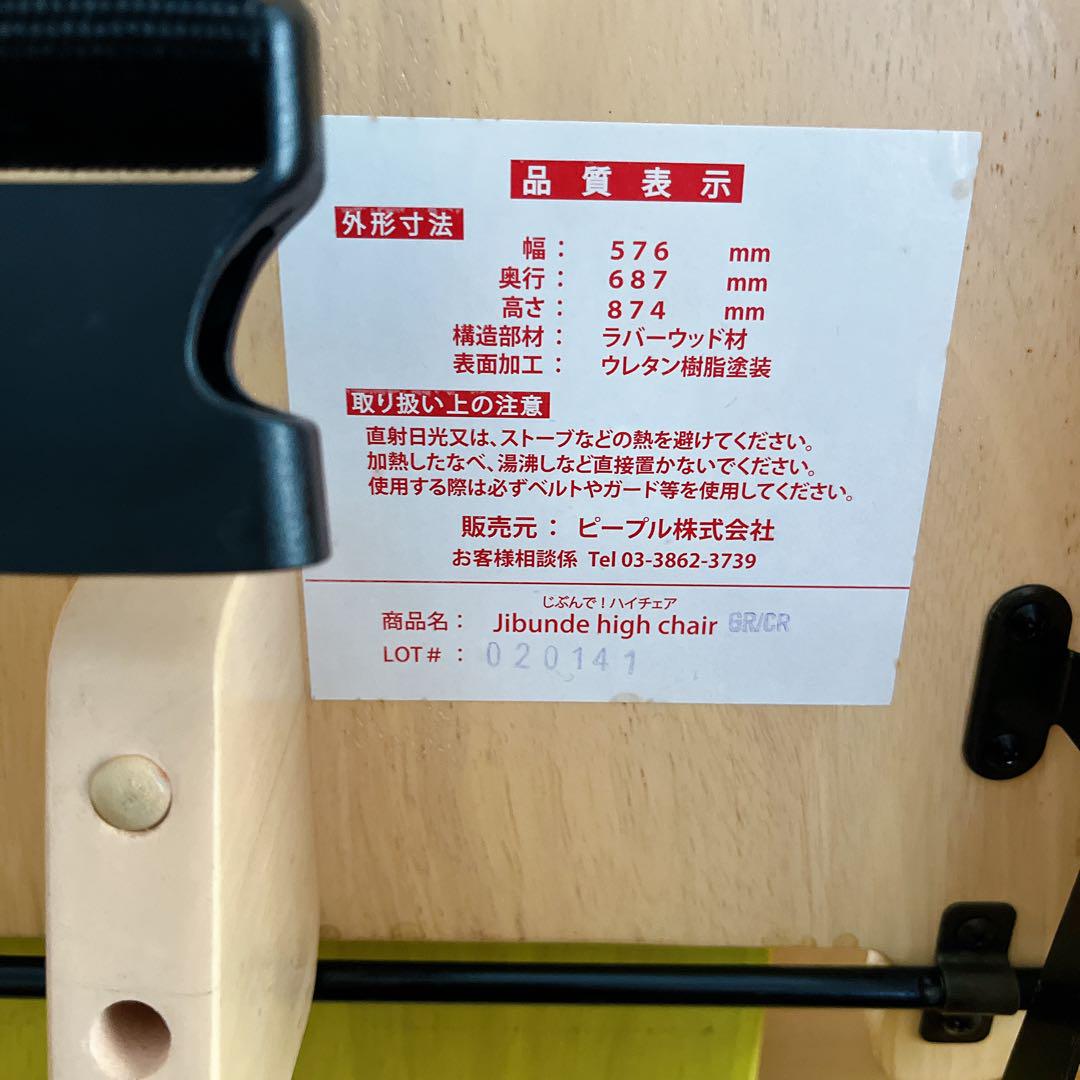 品質表示
外形寸法
幅： 576 mm
奥行： 687 mm
高さ： 874 mm
構造部材： ラバーウッド材
表面加工： ウレタン樹脂塗装
取り扱い上の注意
直射日光又は、ストーブなどの熱を避けてください。
加熱したなべ、湯沸しなど直接置かないでください。
使用する際は必ずベルトやガード等を使用してください。
販売元： ピープル株式会社
お客様相談係 Tel 03-3862-3739
じぶんで！ハイチェア
商品名： Jibunde high chair GR/CR
LOT#： 020141